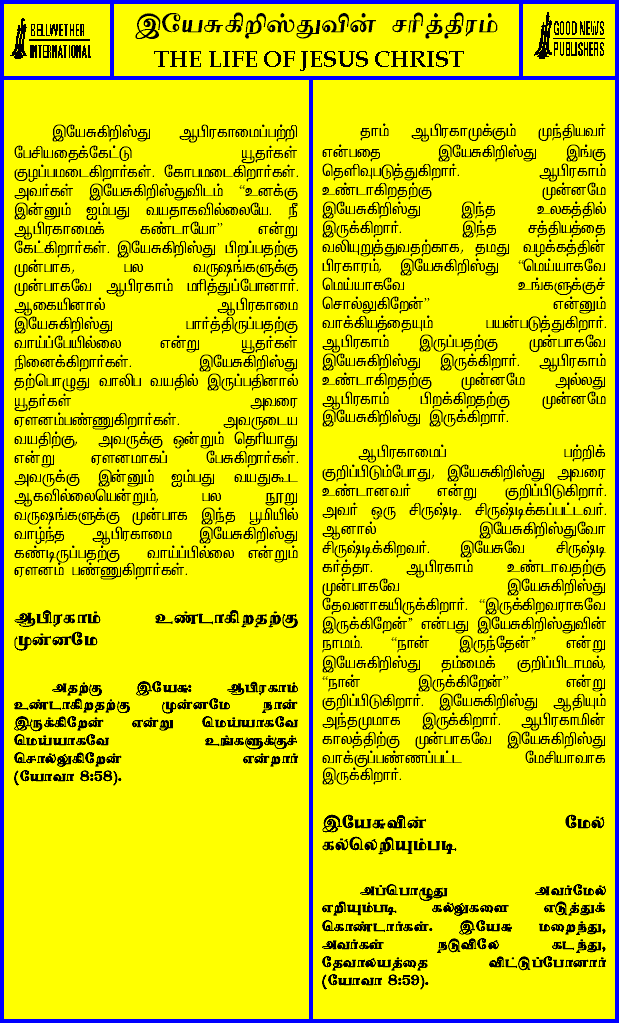 BELLWETHER
INTERNATIONAL
இயேசுகிறிஸ்துவின் சரித்திரம்
THE LIFE OF JESUS CHRIST
GOOD NEWS
PUBLISHERS
இயேசுகிறிஸ்து ஆபிரகாமைப்பற்றி
பேசியதைக்கேட்டு யூதர்கள்
குழப்பமடைகிறார்கள். கோபமடைகிறார்கள்.
அவர்கள் இயேசுகிறிஸ்துவிடம் “உனக்கு
இன்னும் ஐம்பது வயதாகவில்லையே. நீ
ஆபிரகாமைக் கண்டாயோ” என்று
கேட்கிறார்கள். இயேசுகிறிஸ்து பிறப்பதற்கு
முன்பாக, பல வருஷங்களுக்கு
முன்பாகவே ஆபிரகாம் மரித்துப்போனார்.
ஆகையினால் ஆபிரகாமை
இயேசுகிறிஸ்து பார்த்திருப்பதற்கு
வாய்ப்பேயில்லை என்று யூதர்கள்
நினைக்கிறார்கள். இயேசுகிறிஸ்து
தற்பொழுது வாலிப வயதில் இருப்பதினால்
யூதர்கள் அவரை
ஏளனம்பண்ணுகிறார்கள். அவருடைய
வயதிற்கு, அவருக்கு ஒன்றும் தெரியாது
என்று ஏளனமாகப் பேசுகிறார்கள்.
அவருக்கு இன்னும் ஐம்பது வயதுகூட
ஆகவில்லையென்றும், பல நூறு
வருஷங்களுக்கு முன்பாக இந்த பூமியில்
வாழ்ந்த ஆபிரகாமை இயேசுகிறிஸ்து
கண்டிருப்பதற்கு வாய்ப்பில்லை என்றும்
ஏளனம் பண்ணுகிறார்கள்.
ஆபிரகாம் உண்டாகிறதற்கு
முன்னமே
அதற்கு இயேசு: ஆபிரகாம்
உண்டாகிறதற்கு முன்னமே நான்
இருக்கிறேன் என்று மெய்யாகவே
மெய்யாகவே உங்களுக்குச்
சொல்லுகிறேன் என்றார்
(யோவா 8:58).
தாம் ஆபிரகாமுக்கும் முந்தியவர்
என்பதை இயேசுகிறிஸ்து இங்கு
தெளிவுபடுத்துகிறார். ஆபிரகாம்
உண்டாகிறதற்கு முன்னமே
இயேசுகிறிஸ்து இந்த உலகத்தில்
இருக்கிறார். இந்த சத்தியத்தை
வலியுறுத்துவதற்காக, தமது வழக்கத்தின்
பிரகாரம், இயேசுகிறிஸ்து “மெய்யாகவே
மெய்யாகவே உங்களுக்குச்
சொல்லுகிறேன்” என்னும்
வாக்கியத்தையும் பயன்படுத்துகிறார்.
ஆபிரகாம் இருப்பதற்கு முன்பாகவே
இயேசுகிறிஸ்து இருக்கிறார். ஆபிரகாம்
உண்டாகிறதற்கு முன்னமே அல்லது
ஆபிரகாம் பிறக்கிறதற்கு முன்னமே
இயேசுகிறிஸ்து இருக்கிறார்.
ஆபிரகாமைப் பற்றிக்
குறிப்பிடும்போது, இயேசுகிறிஸ்து அவரை
உண்டானவர் என்று குறிப்பிடுகிறார்.
அவர் ஒரு சிருஷ்டி. சிருஷ்டிக்கப்பட்டவர்.
ஆனால் இயேசுகிறிஸ்துவோ
சிருஷ்டிக்கிறவர். இயேசுவே சிருஷ்டி
கர்த்தா. ஆபிரகாம் உண்டாவதற்கு
முன்பாகவே இயேசுகிறிஸ்து
தேவனாகயிருக்கிறார். “இருக்கிறவராகவே
இருக்கிறேன்” என்பது இயேசுகிறிஸ்துவின்
நாமம். “நான் இருந்தேன்” என்று
இயேசுகிறிஸ்து தம்மைக் குறிப்பிடாமல்,
“நான் இருக்கிறேன்” என்று
குறிப்பிடுகிறார். இயேசுகிறிஸ்து ஆதியும்
அந்தமுமாக இருக்கிறார். ஆபிரகாமின்
காலத்திற்கு முன்பாகவே இயேசுகிறிஸ்து
வாக்குப்பண்ணப்பட்ட மேசியாவாக
இருக்கிறார்.
இயேசுவின் மேல்
கல்லெறியும்படி
அப்பொழுது அவர்மேல்
எறியும்படி கல்லுகளை எடுத்துக்
கொண்டார்கள். இயேசு மறைந்து,
அவர்கள் நடுவிலே கடந்து,
தேவாலயத்தை விட்டுப்போனார்
(யோவா 8:59).